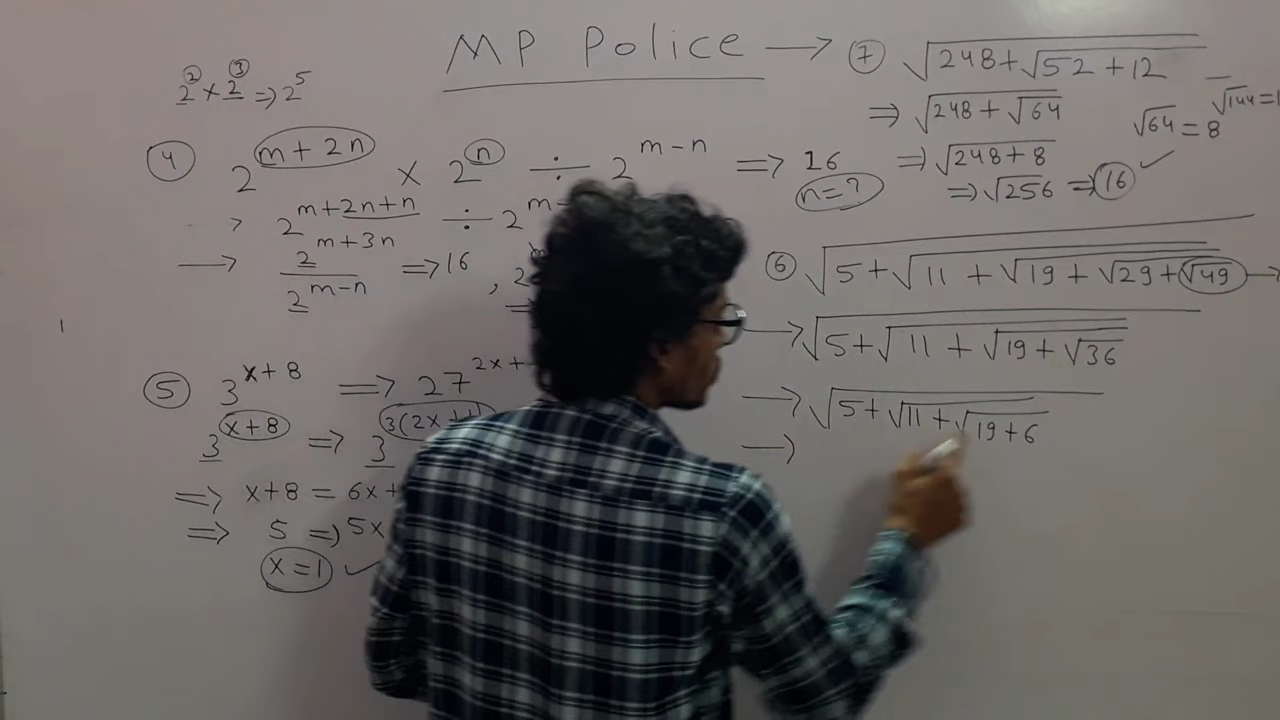 MP Police →
2² × 2³ ⇒ 2⁵
④ 2^(m+2n) × 2^n ÷ 2^(m-n) ⇒ 16
n=?
› 2^(m+2n+n) ÷ 2^(m-
→ 2^(m+3n) / 2^(m-n) ⇒ 16 , 2
⑤ 3^(x+8) ⇒ 27^(2x+
3^(x+8) ⇒ 3^(3(2x+1)
⇒ x+8 = 6x+
⇒ 5 ⇒ 5x
x=1 ✓
⑦ √(248+√(52+12
⇒ √(248+√64)
√64 = 8
√144=1
⇒ √(248+8)
⇒ √256 ⇒ 16 ✓
⑥ √(5+√(11+√(19+√(29+√49)))) →
→ √(5+√(11+√(19+√36)))
→ √(5+√(11+√(19+6)))
→